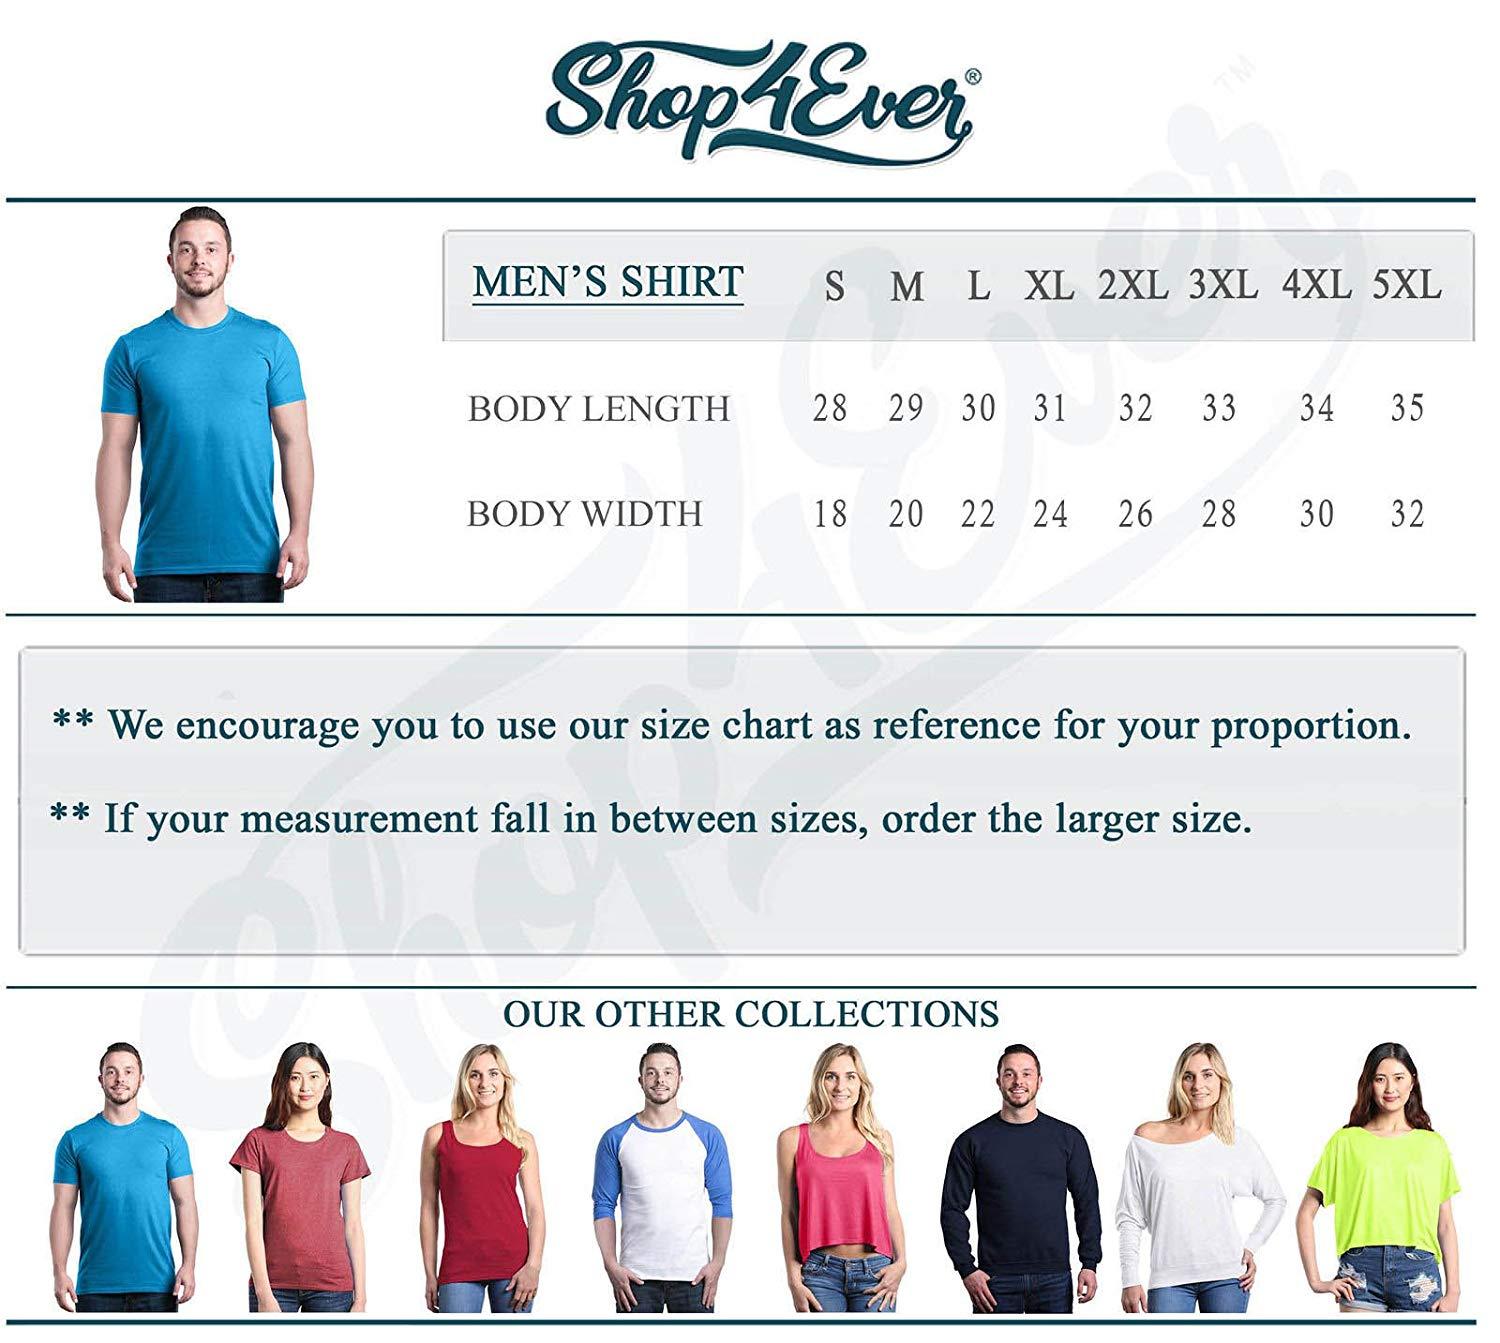 Shop4Ever®
MEN'S SHIRT S M L XL 2XL 3XL 4XL 5XL
BODY LENGTH 28 29 30 31 32 33 34 35
BODY WIDTH 18 20 22 24 26 28 30 32
** We encourage you to use our size chart as reference for your proportion.
** If your measurement fall in between sizes, order the larger size.
OUR OTHER COLLECTIONS
Shop4Ever™